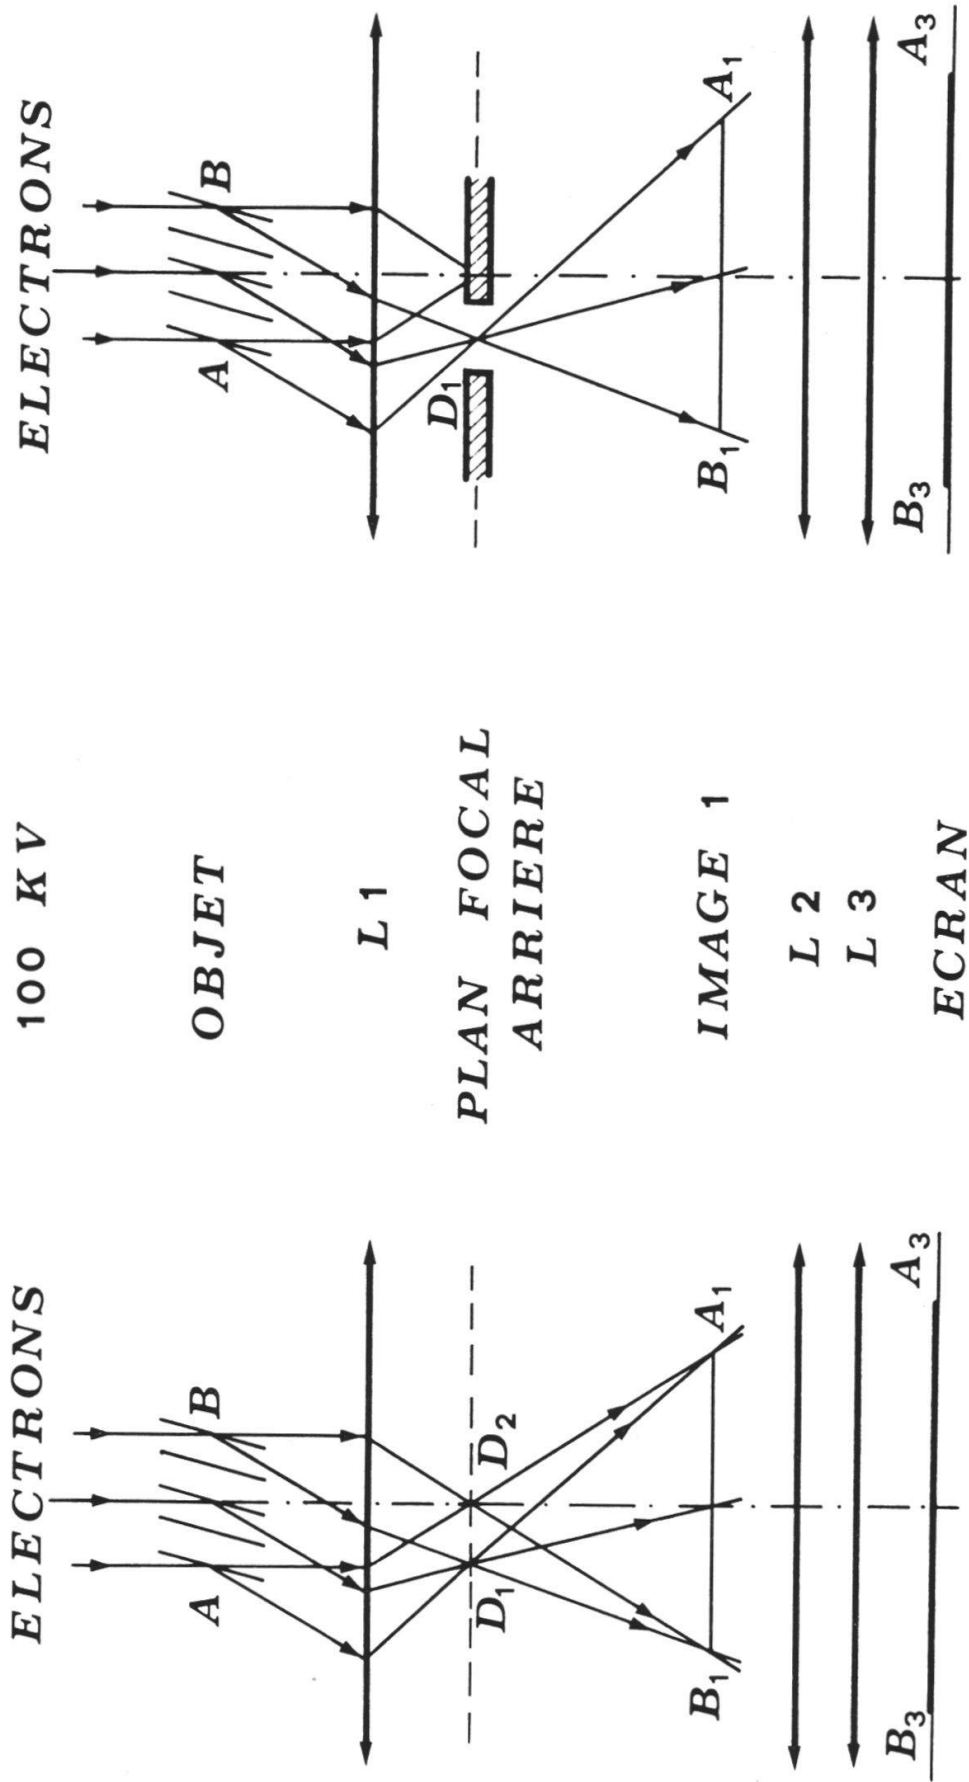 ELECTRONS
100 KV
ELECTRONS
A
B
OBJET
A
B
L 1
D1
D2
PLAN FOCAL
ARRIERE
D1
B1
A1
IMAGE 1
B1
A1
L 2
L 3
B3
A3
ECRAN
B3
A3